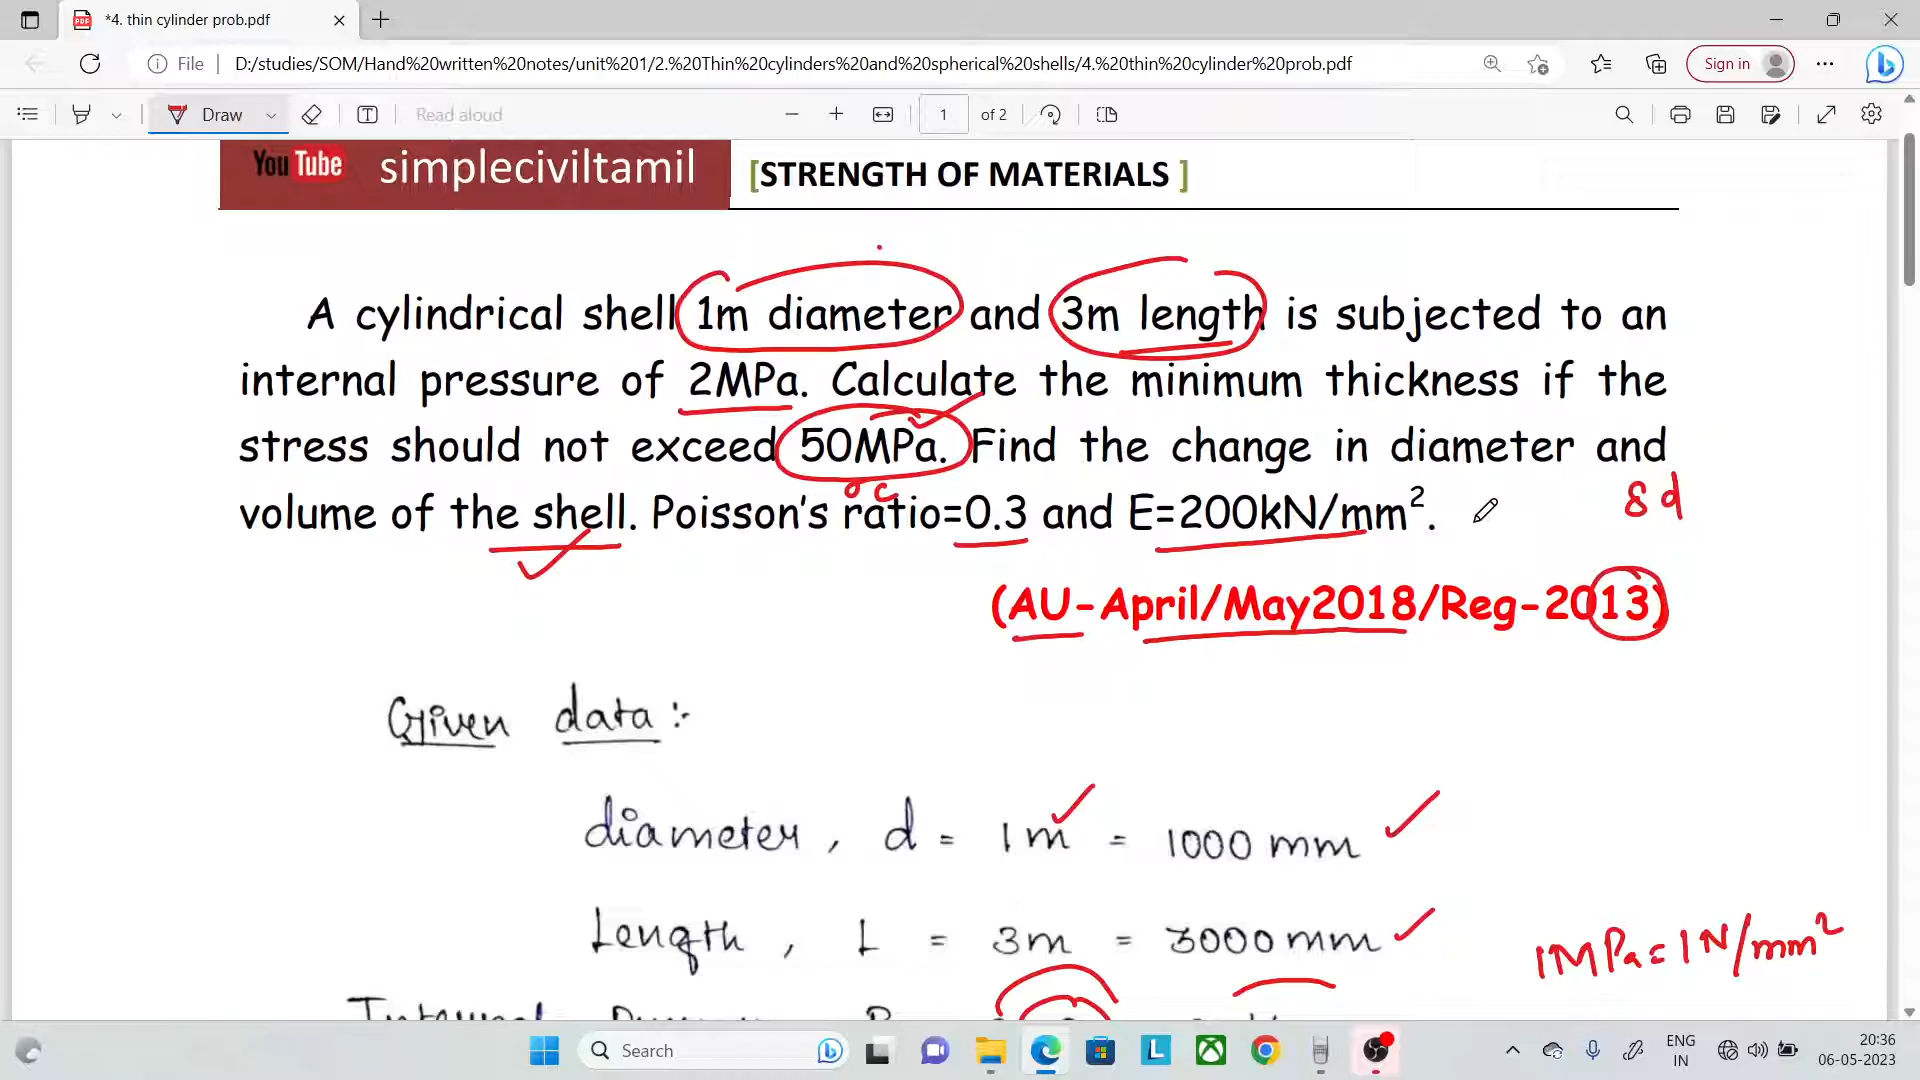 *4. thin cylinder prob.pdf
File
D:/studies/SOM/Hand%20written%20notes/unit%201/2.%20Thin%20cylinders%20and%20spherical%20shells/4.%20thin%20cylinder%20prob.pdf
Sign in
Draw
Read aloud
1 of 2
You Tube simpleciviltamil [STRENGTH OF MATERIALS ]
A cylindrical shell 1m diameter and 3m length is subjected to an
internal pressure of 2MPa. Calculate the minimum thickness if the
stress should not exceed 50MPa. Find the change in diameter and
σc
δd
volume of the shell. Poisson's ratio=0.3 and E=200kN/mm².
(AU-April/May2018/Reg-2013)
Given data :-
diameter, d = 1m = 1000 mm
Length, L = 3m = 3000 mm
1MPa = 1N/mm²
Internal
Search
ENG
IN
20:36
06-05-2023